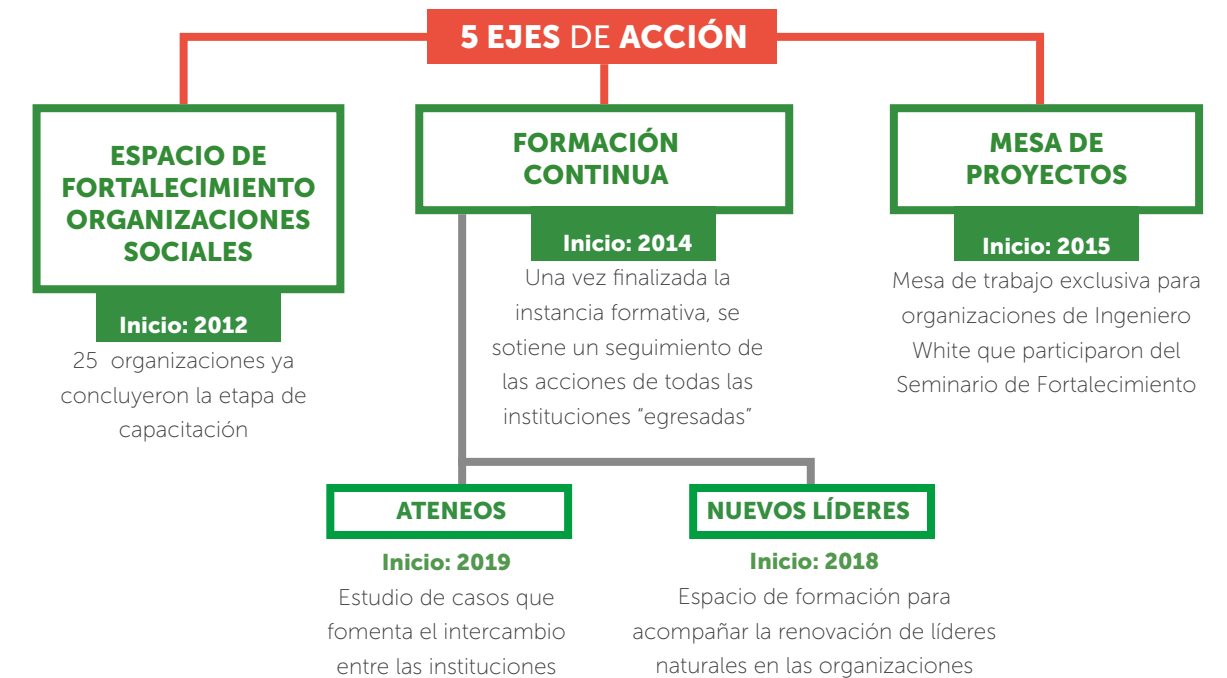 5 EJES DE ACCIÓN
ESPACIO DE
FORTALECIMIENTO
ORGANIZACIONES
SOCIALES
Inicio: 2012
25 organizaciones ya
concluyeron la etapa de
capacitación
FORMACIÓN
CONTINUA
Inicio: 2014
Una vez finalizada la
instancia formativa, se
sotiene un seguimiento de
las acciones de todas las
instituciones “egresadas”
MESA DE
PROYECTOS
Inicio: 2015
Mesa de trabajo exclusiva para
organizaciones de Ingeniero
White que participaron del
Seminario de Fortalecimiento
ATENEOS
Inicio: 2019
Estudio de casos que
fomenta el intercambio
entre las instituciones
NUEVOS LÍDERES
Inicio: 2018
Espacio de formación para
acompañar la renovación de líderes
naturales en las organizaciones